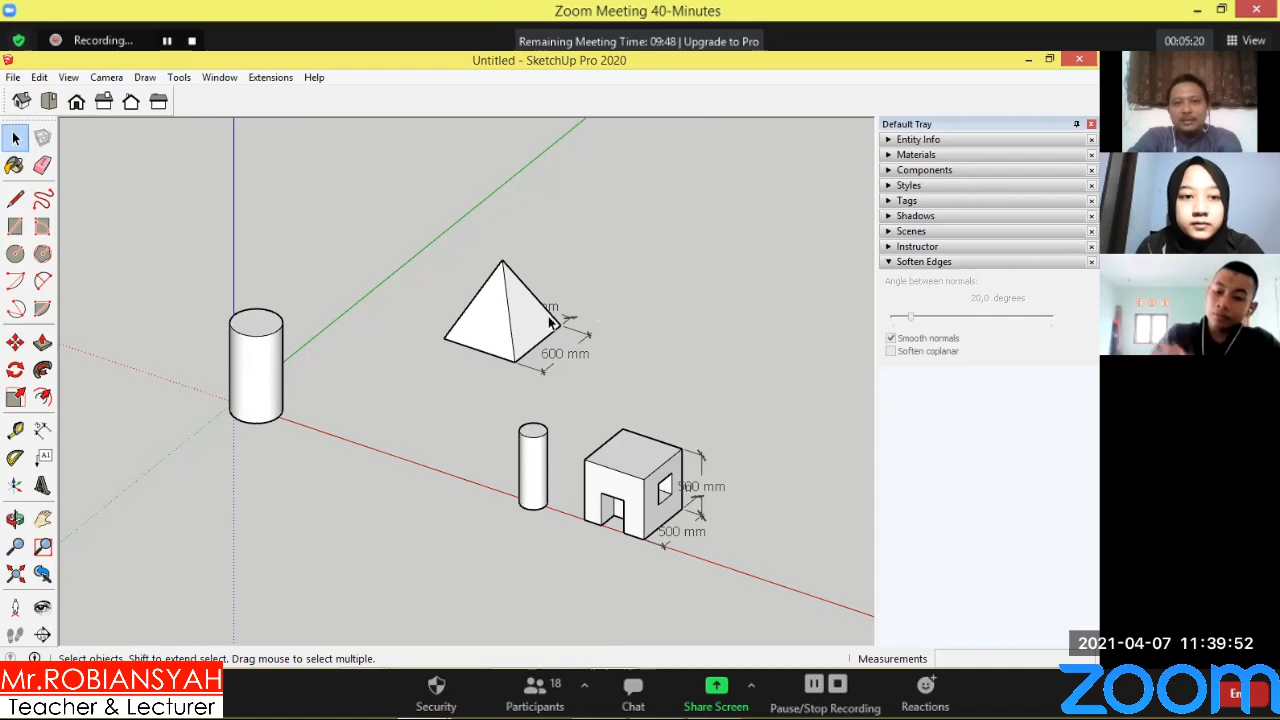 Zoom Meeting 40-Minutes
Recording...
Remaining Meeting Time: 09:48 | Upgrade to Pro
00:05:20
View
Untitled - SketchUp Pro 2020
File Edit View Camera Draw Tools Window Extensions Help
Default Tray
Entity Info
Materials
Components
Styles
Tags
Shadows
Scenes
Instructor
Soften Edges
Angle between normals:
20,0 degrees
Smooth normals
Soften coplanar
600 mm
500 mm
500 mm
A1
2021-04-07 11:39:52
Select objects. Shift to extend select. Drag mouse to select multiple.
Measurements
Mr.ROBIANSYAH
Teacher & Lecturer
Security
Participants
18
Chat
Share Screen
Pause/Stop Recording
Reactions
zoom